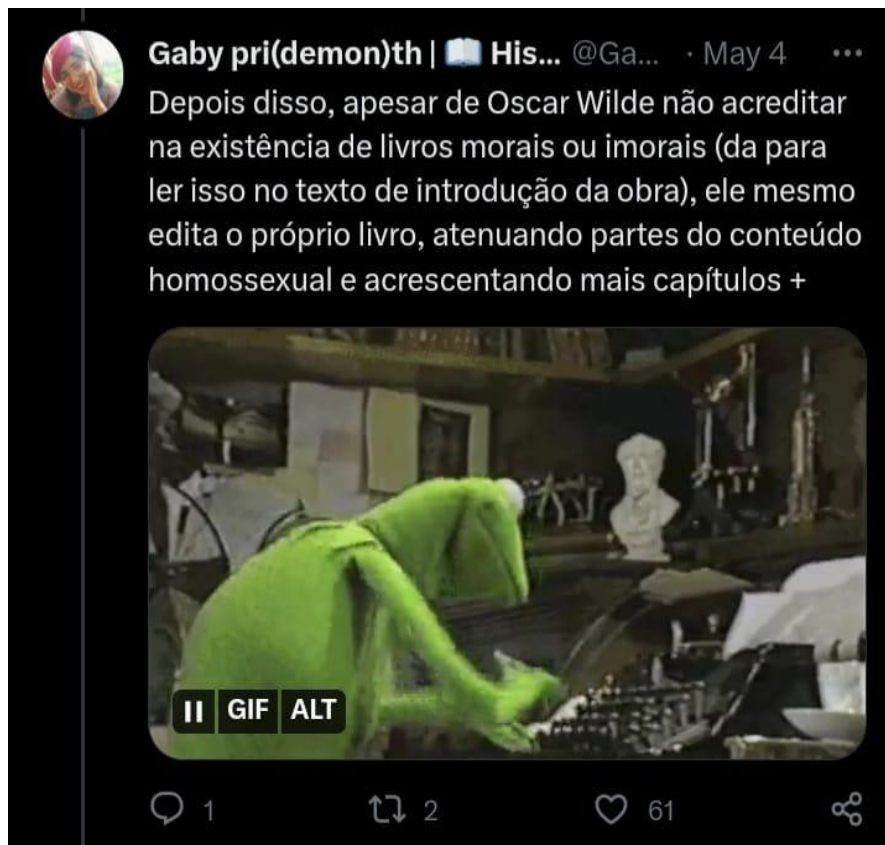 Gaby pri(demon)th | 📖 His... @Ga... · May 4 ...
Depois disso, apesar de Oscar Wilde não acreditar
na existência de livros morais ou imorais (da para
ler isso no texto de introdução da obra), ele mesmo
edita o próprio livro, atenuando partes do conteúdo
homossexual e acrescentando mais capítulos +
GIF ALT
1 2 61